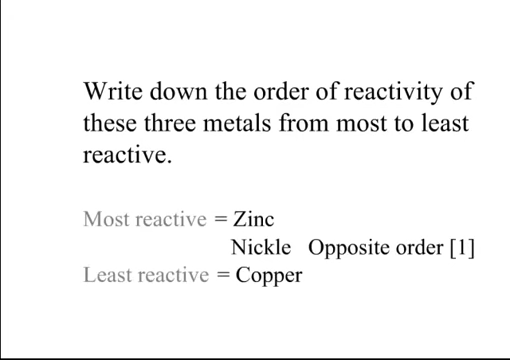 Write down the order of reactivity of
these three metals from most to least
reactive.
Most reactive = Zinc
Nickle Opposite order [1]
Least reactive = Copper